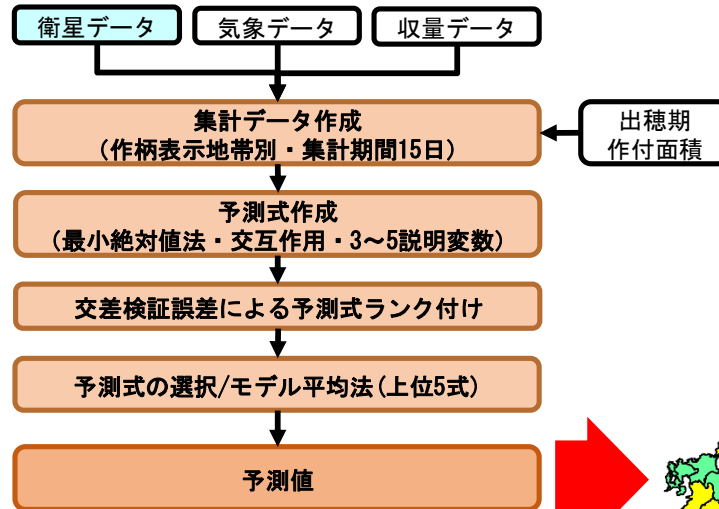 衛星データ
気象データ
収量データ
集計データ作成
(作柄表示地帯別・集計期間15日)
出穂期
作付面積
予測式作成
(最小絶対値法・交互作用・3～5説明変数)
交差検証誤差による予測式ランク付け
予測式の選択/モデル平均法(上位5式)
予測値